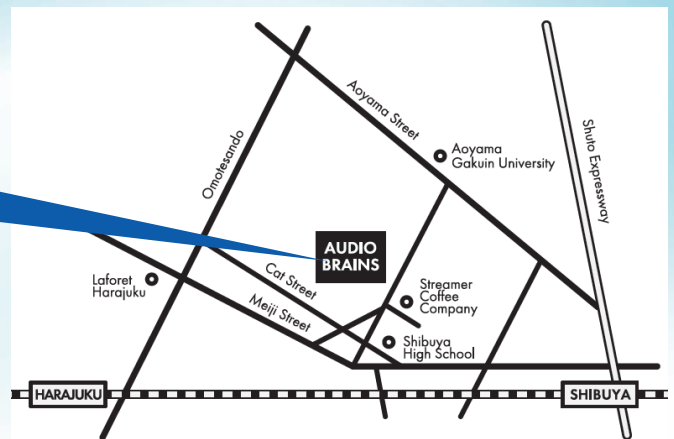 Aoyama Street
Omotesando
Aoyama
Gakuin University
Shuto Expressway
AUDIO
BRAINS
Laforet
Harajuku
Cat Street
Meiji Street
Streamer
Coffee
Company
Shibuya
High School
HARAJUKU
SHIBUYA